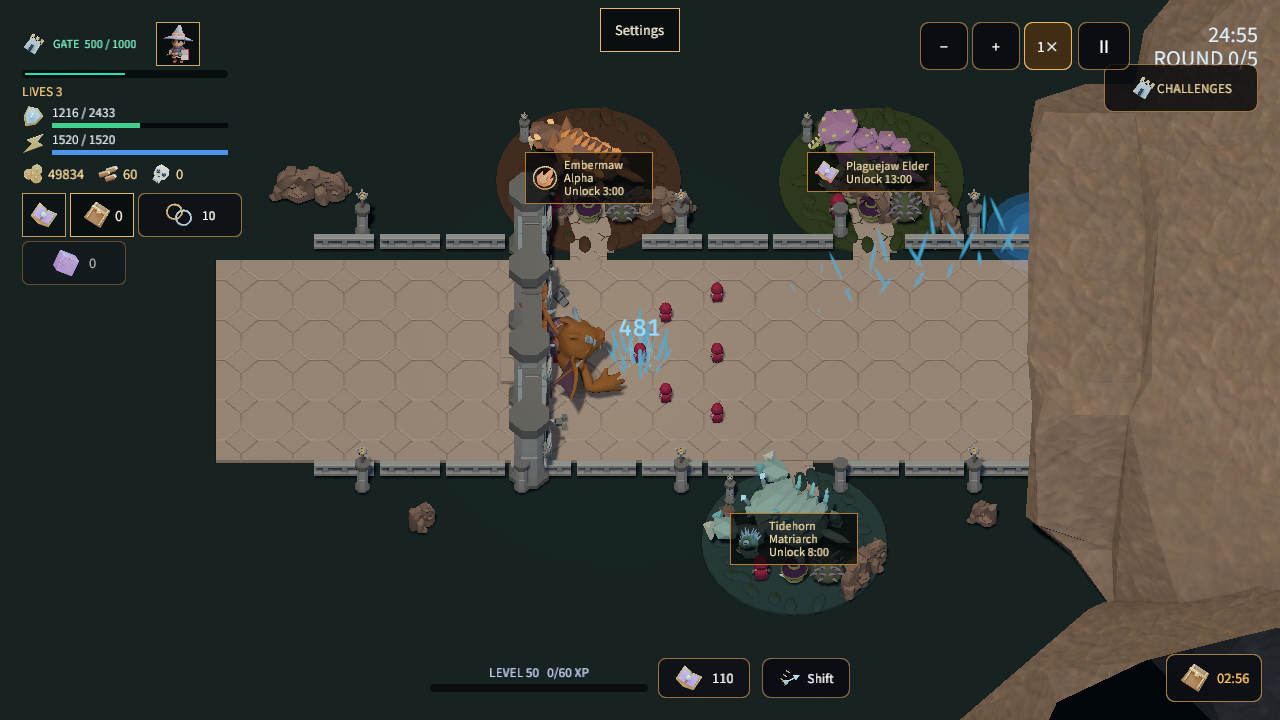 Settings
GATE 500 / 1000
− + 1× II
24:55
ROUND 0/5
CHALLENGES
LIVES 3
1216 / 2433
1520 / 1520
49834 60 0
0 10
0
Embermaw
Alpha
Unlock 3:00
Plaguejaw Elder
Unlock 13:00
481
Tidehorn
Matriarch
Unlock 8:00
LEVEL 50 0/60 XP
110
Shift
02:56